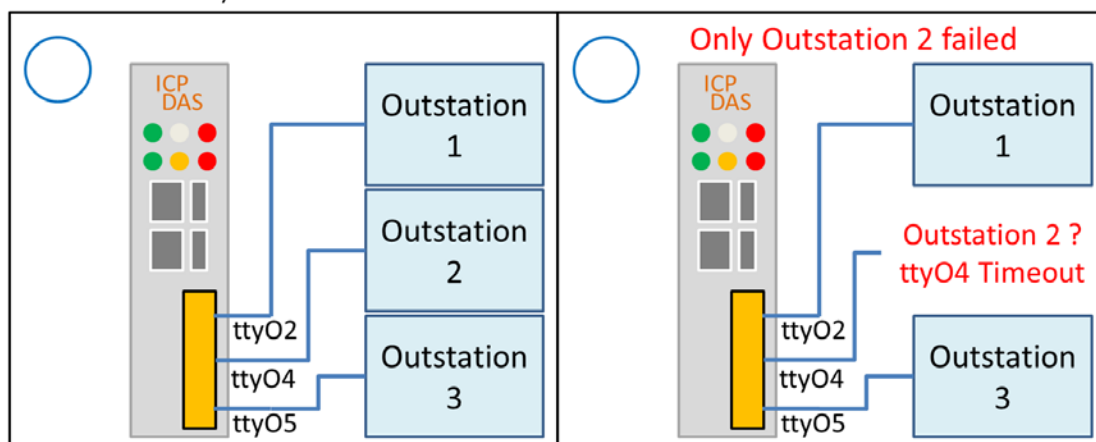 ICP
DAS
Outstation
1
Outstation
2
Outstation
3
ttyO2
ttyO4
ttyO5
Only Outstation 2 failed
ICP
DAS
Outstation
1
Outstation 2 ?
ttyO4 Timeout
Outstation
3
ttyO2
ttyO4
ttyO5